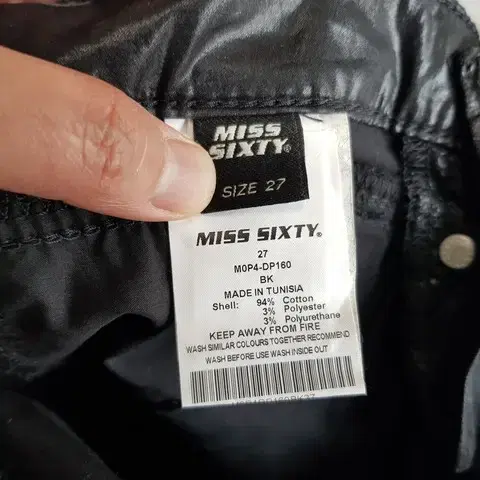 MISS
SIXTY®
SIZE 27
MISS SIXTY®
27
M0P4-DP160
BK
MADE IN TUNISIA
Shell: 94% Cotton
3% Polyester
3% Polyurethane
KEEP AWAY FROM FIRE
WASH SIMILAR COLOURS TOGETHER RECOMMEND
WASH BEFORE USE WASH INSIDE OUT